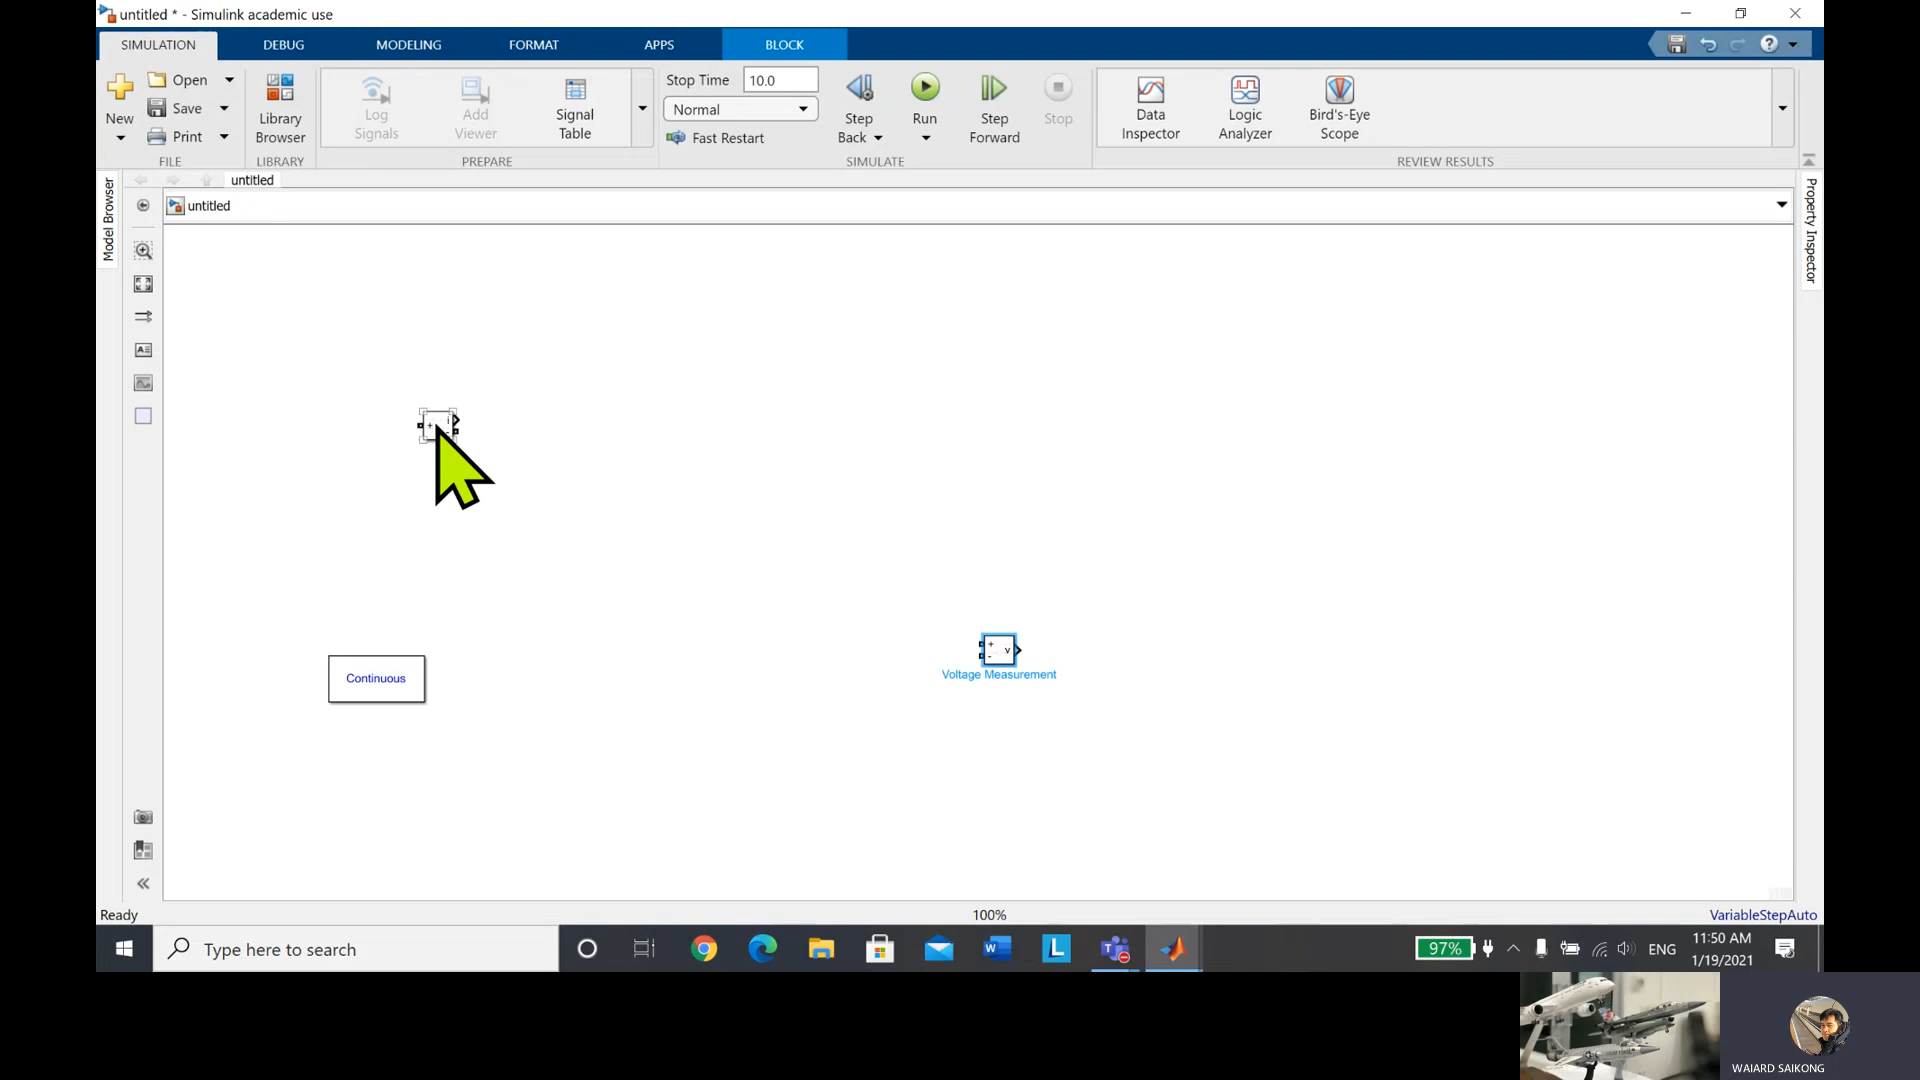 untitled * - Simulink academic use
SIMULATION DEBUG MODELING FORMAT APPS BLOCK
New
Open
Save
Print
FILE
Library Browser
LIBRARY
Log Signals
Add Viewer
Signal Table
PREPARE
Stop Time 10.0
Normal
Fast Restart
Step Back
Run
Step Forward
Stop
SIMULATE
Data Inspector
Logic Analyzer
Bird's-Eye Scope
REVIEW RESULTS
Model Browser
untitled
untitled
Property Inspector
+ i
+
- v
Voltage Measurement
Continuous
Ready 100% VariableStepAuto
Type here to search
97% ENG
11:50 AM
1/19/2021
WAIARD SAIKONG